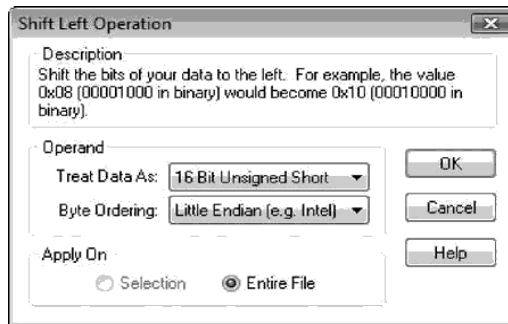 Shift Left Operation
Description
Shift the bits of your data to the left. For example, the value
0x08 (00001000 in binary) would become 0x10 (00010000 in
binary).
Operand
Treat Data As: 16 Bit Unsigned Short
Byte Ordering: Little Endian (e.g. Intel)
Apply On
Selection Entire File
OK
Cancel
Help